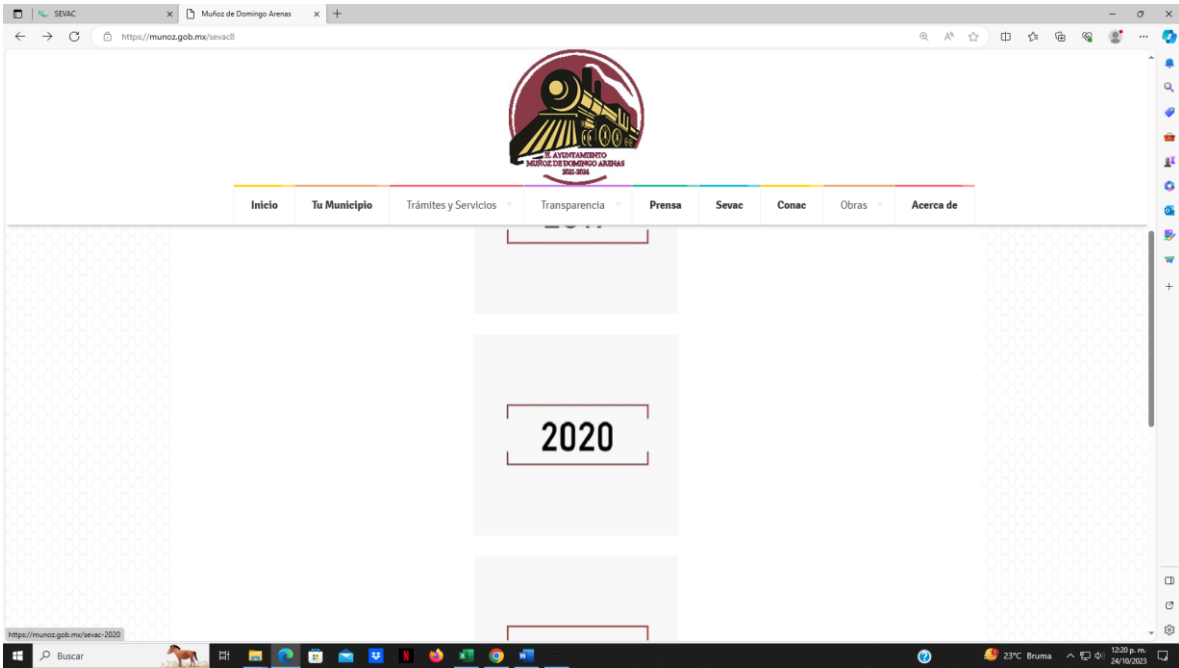 SEVAC
Muñoz de Domingo Arenas
https://munoz.gob.mx/sevac8
H. AYUNTAMIENTO
MUÑOZ DE DOMINGO ARENAS
2021-2024
Inicio Tu Municipio Trámites y Servicios Transparencia Prensa Sevac Conac Obras Acerca de
2020
https://munoz.gob.mx/sevac-2020
Buscar
23°C Bruma
12:20 p. m.
24/10/2023